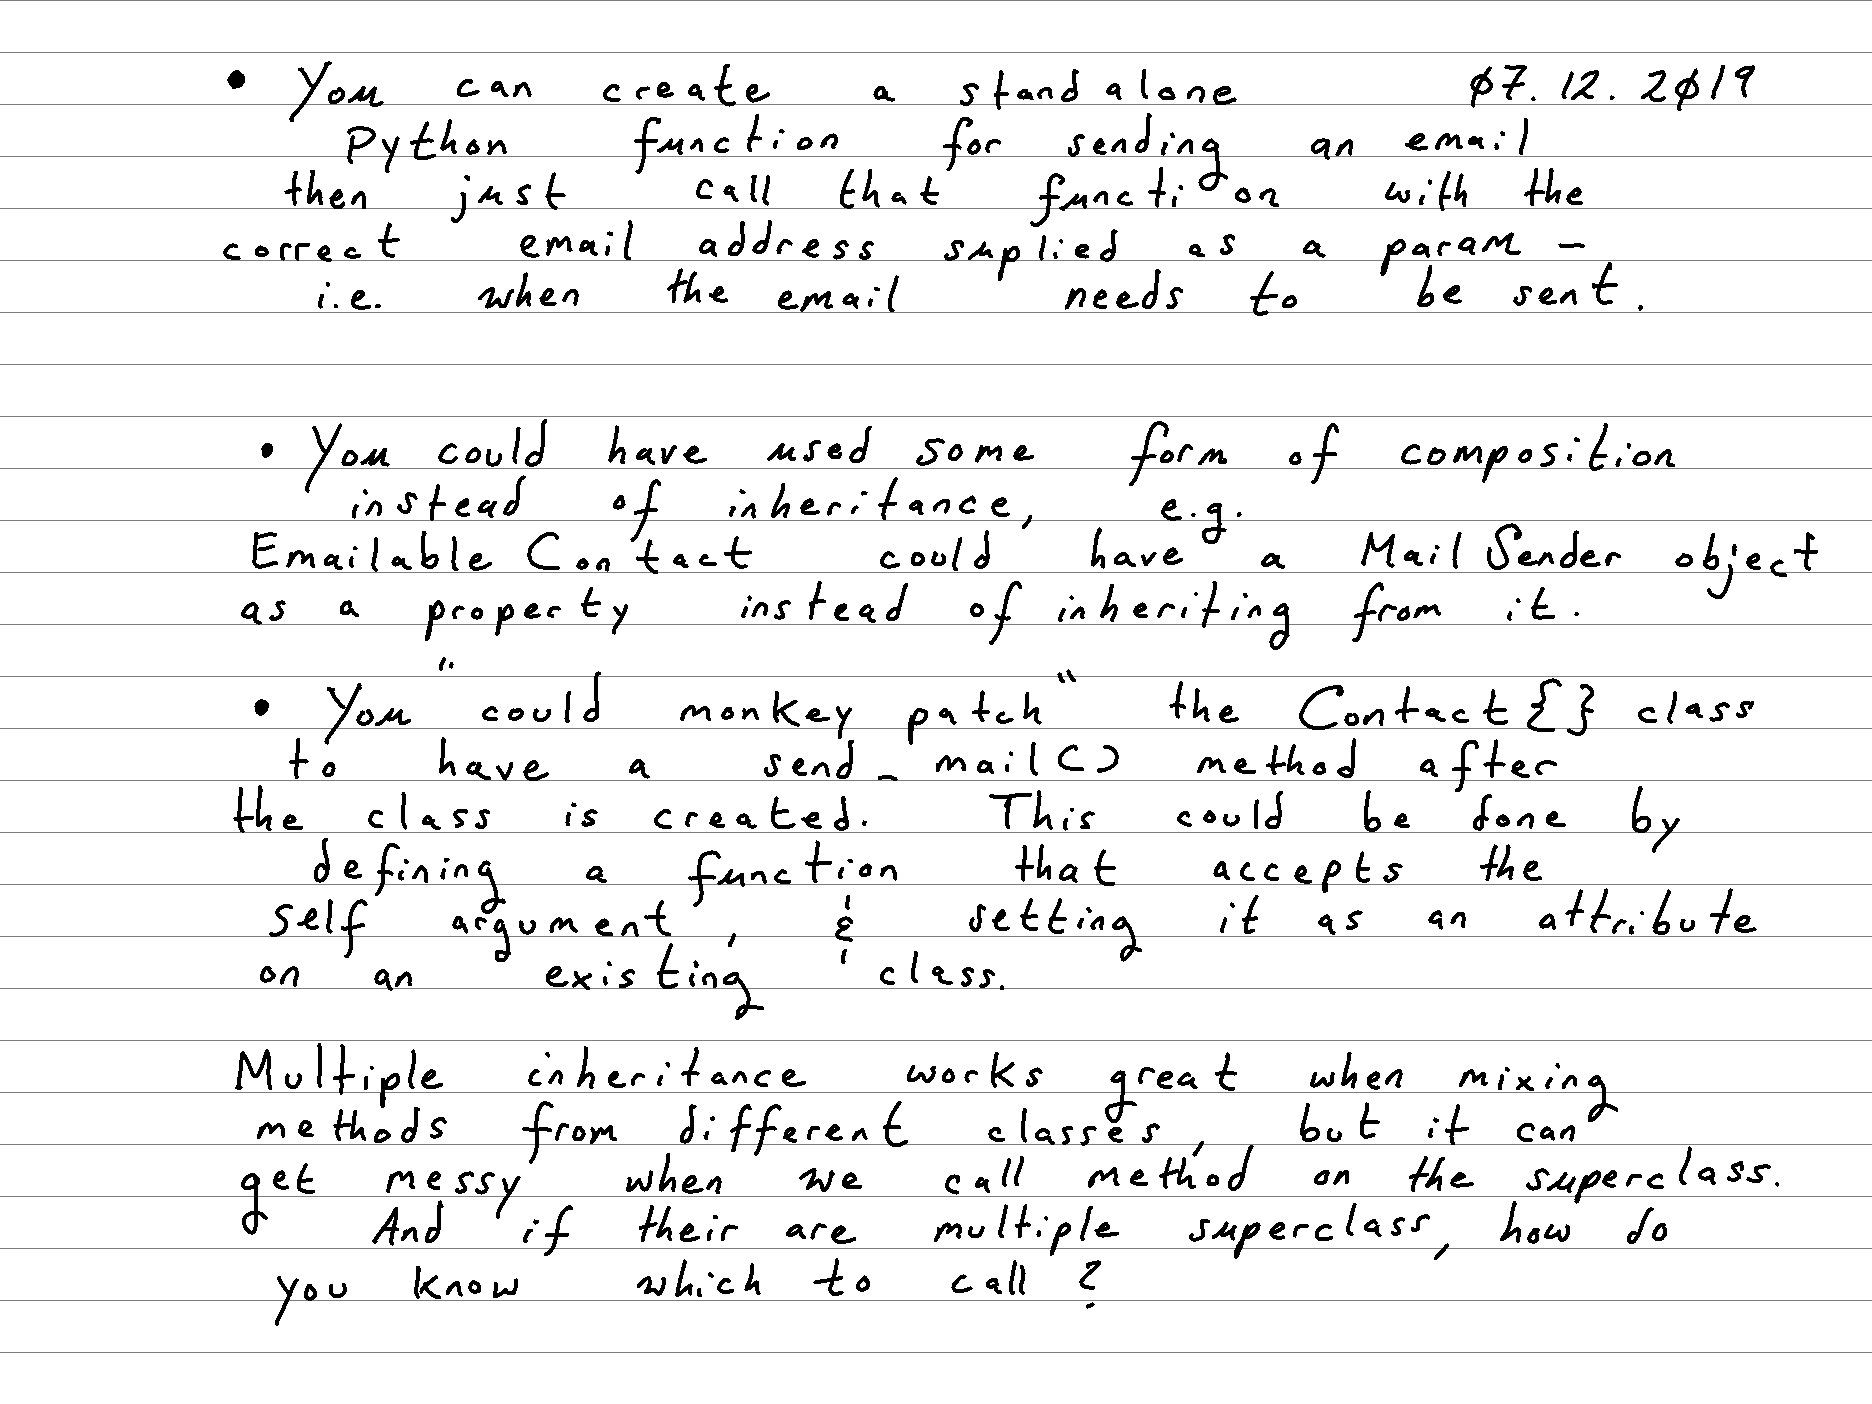 • You can create a standalone 07.12.2019
Python function for sending an email
then just call that function with the
correct email address suplied as a param -
i.e. when the email needs to be sent.
• You could have used some form of composition
instead of inheritance, e.g.
EmailableContact could have a MailSender object
as a property instead of inheriting from it.
• You "could monkey patch" the Contact{} class
to have a send_mail() method after
the class is created. This could be done by
defining a function that accepts the
self argument, & setting it as an attribute
on an existing class.
Multiple inheritance works great when mixing
methods from different classes, but it can
get messy when we call method on the superclass.
And if their are multiple superclass, how do
you know which to call?